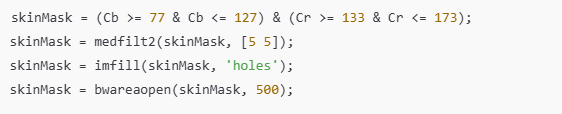 skinMask = (Cb >= 77 & Cb <= 127) & (Cr >= 133 & Cr <= 173);
skinMask = medfilt2(skinMask, [5 5]);
skinMask = imfill(skinMask, 'holes');
skinMask = bwareaopen(skinMask, 500);